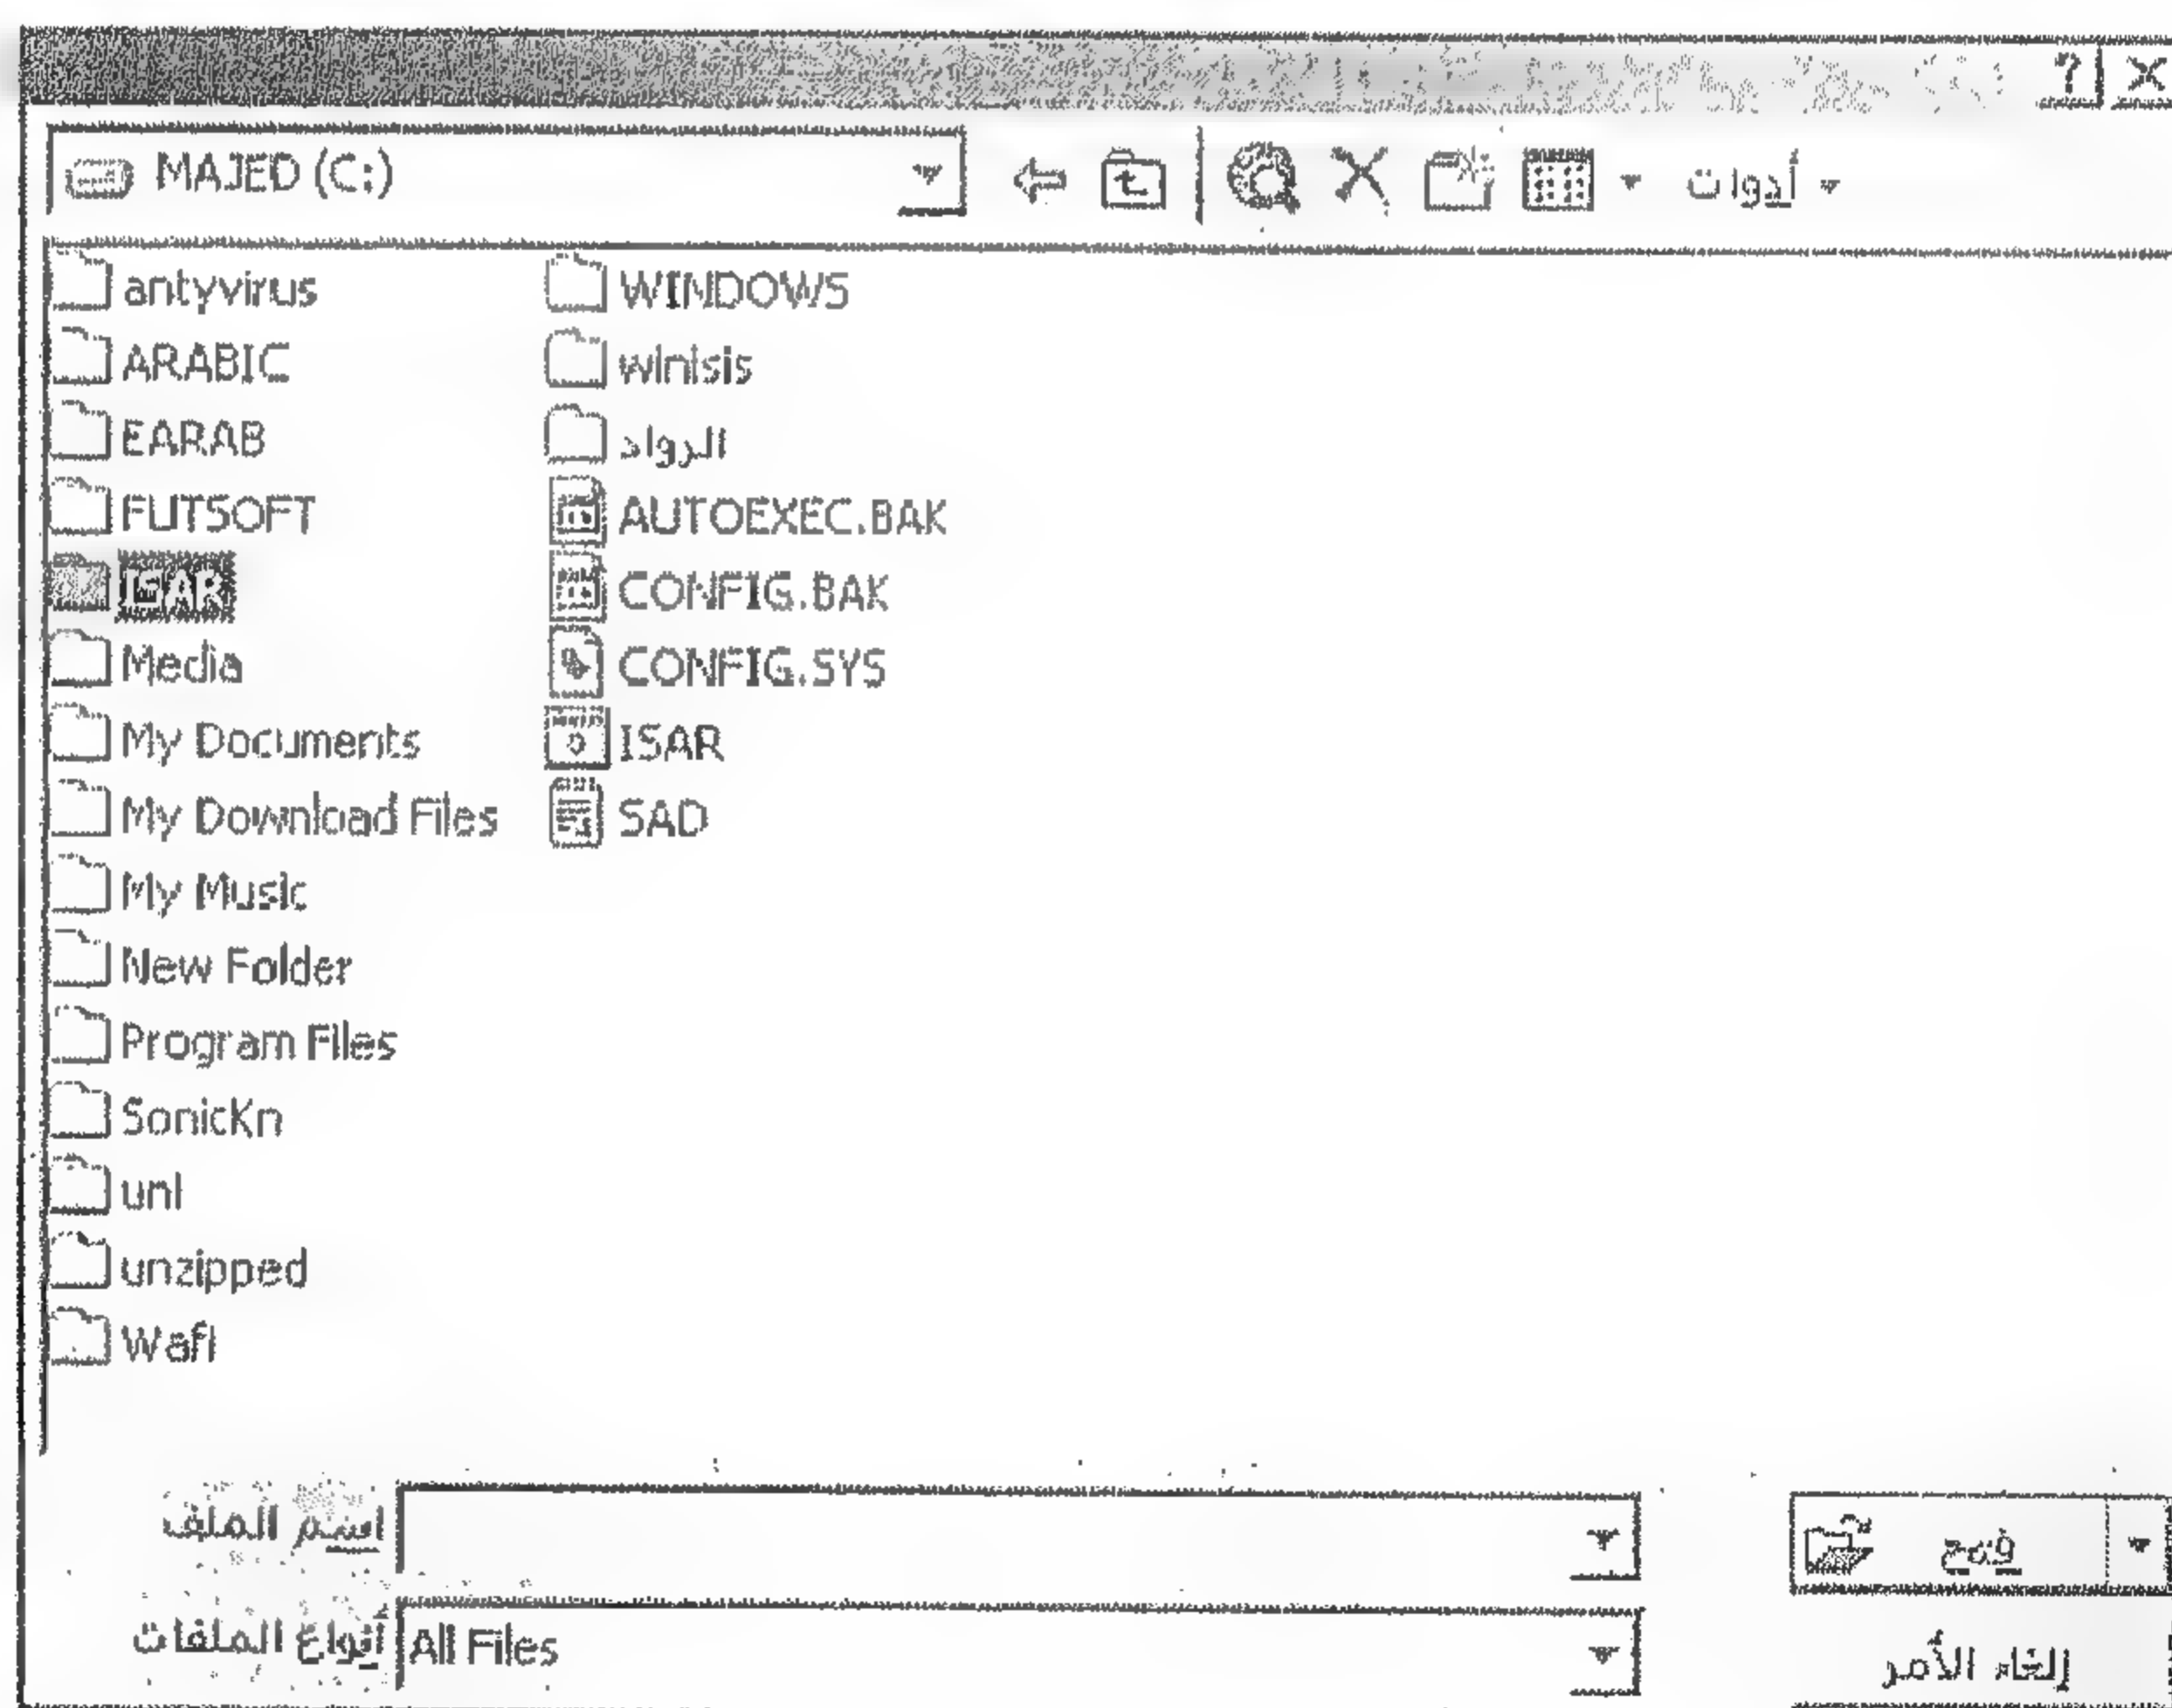 MAJED (C:)
أدوات
antyvirus
ARABIC
EARAB
FUTSOFT
ISAR
Media
My Documents
My Download Files
My Music
New Folder
Program Files
SonicKn
unl
unzipped
Wafi
WINDOWS
winisis
الرواد
AUTOEXEC.BAK
CONFIG.BAK
CONFIG.SYS
ISAR
SAD
اسم الملف
فتح
أنواع الملفات
All Files
إلغاء الأمر